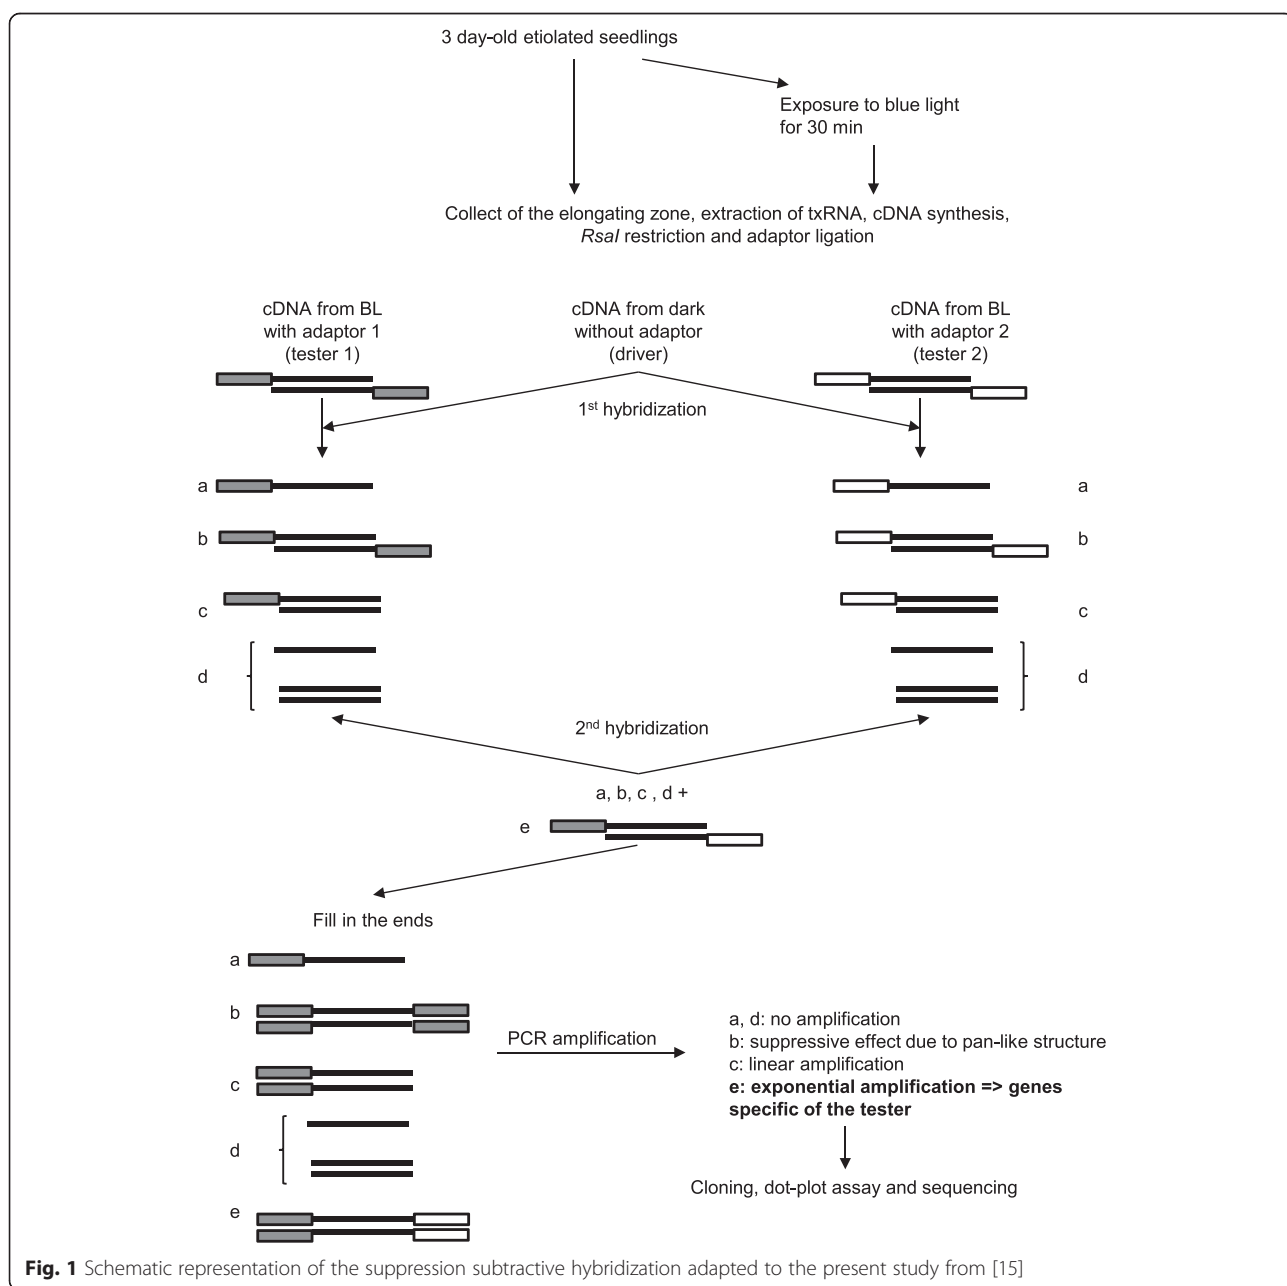 3 day-old etiolated seedlings
Exposure to blue light
for 30 min
Collect of the elongating zone, extraction of txRNA, cDNA synthesis,
RsaI restriction and adaptor ligation
cDNA from BL
with adaptor 1
(tester 1)
cDNA from dark
without adaptor
(driver)
cDNA from BL
with adaptor 2
(tester 2)
1st hybridization
a
a
b
b
c
c
d
d
2nd hybridization
a, b, c , d +
e
Fill in the ends
a
b
c
d
e
PCR amplification
a, d: no amplification
b: suppressive effect due to pan-like structure
c: linear amplification
e: exponential amplification => genes
specific of the tester
Cloning, dot-plot assay and sequencing
Fig. 1 Schematic representation of the suppression subtractive hybridization adapted to the present study from [15]